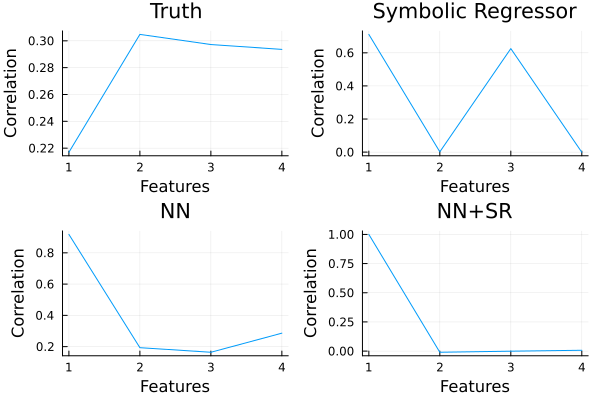 Truth
Correlation
0.30
0.28
0.26
0.24
0.22
1 2 3 4
Features
Symbolic Regressor
Correlation
0.6
0.4
0.2
0.0
1 2 3 4
Features
NN
Correlation
0.8
0.6
0.4
0.2
1 2 3 4
Features
NN+SR
Correlation
1.00
0.75
0.50
0.25
0.00
1 2 3 4
Features